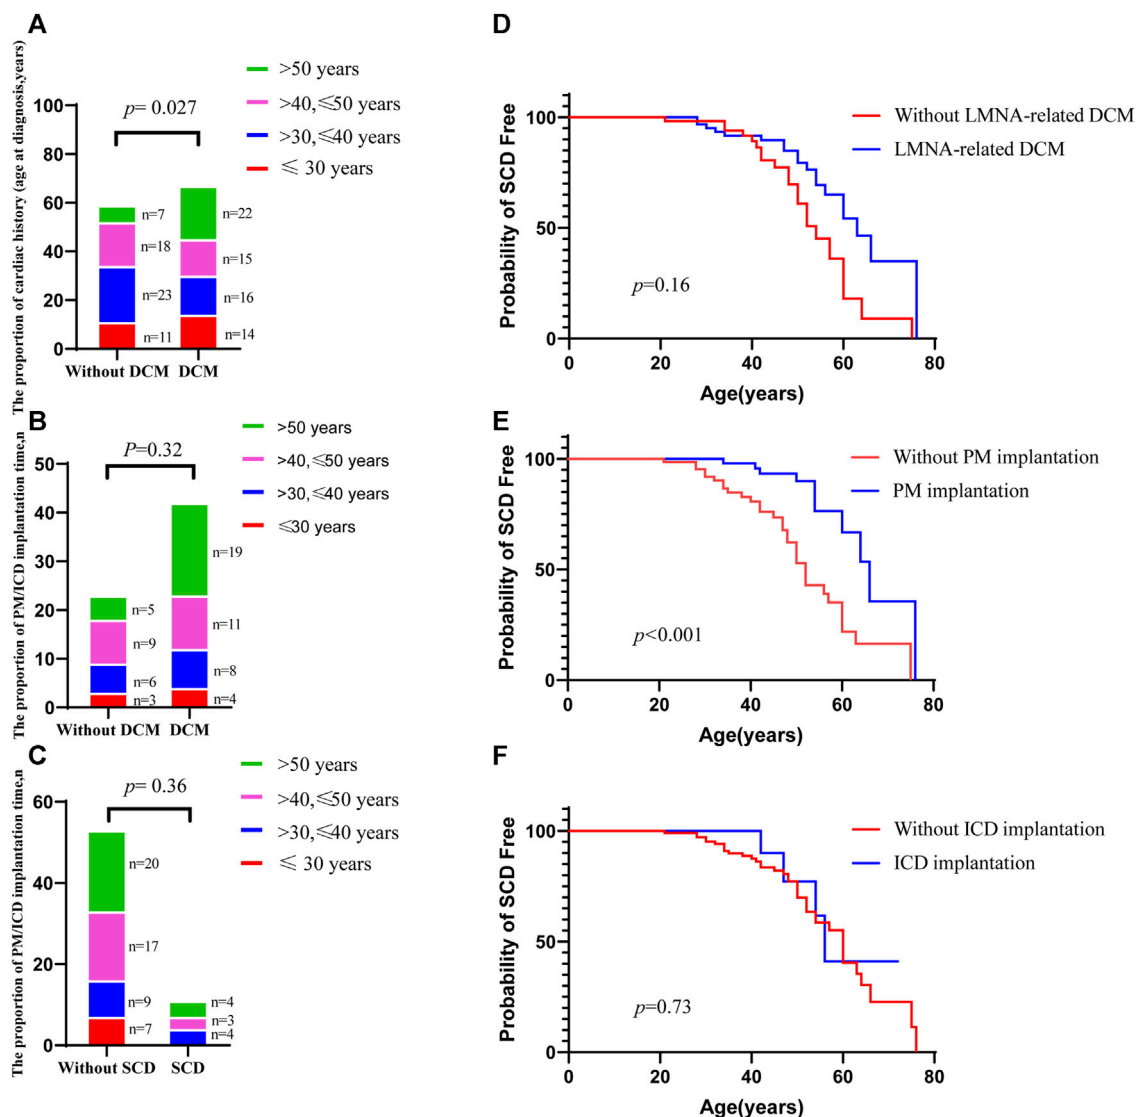 A
The proportion of cardiac history (age at diagnosis,years)
>50 years
>40,≤50 years
>30,≤40 years
≤ 30 years
p= 0.027
100
80
60
40
20
0
n=7
n=18
n=23
n=11
n=22
n=15
n=16
n=14
Without DCM
DCM
B
The proportion of PM/ICD implantation time,n
>50 years
>40,≤50 years
>30,≤40 years
≤30 years
P=0.32
50
40
30
20
10
0
n=5
n=9
n=6
n=3
n=19
n=11
n=8
n=4
Without DCM
DCM
C
The proportion of PM/ICD implantation time,n
>50 years
>40,≤50 years
>30,≤40 years
≤ 30 years
p= 0.36
60
40
20
0
n=20
n=17
n=9
n=7
n=4
n=3
n=4
Without SCD
SCD
D
Probability of SCD Free
100
50
0
Without LMNA-related DCM
LMNA-related DCM
p=0.16
0
20
40
60
80
Age(years)
E
Probability of SCD Free
100
50
0
Without PM implantation
PM implantation
p<0.001
0
20
40
60
80
Age(years)
F
Probability of SCD Free
100
50
0
Without ICD implantation
ICD implantation
p=0.73
0
20
40
60
80
Age(years)